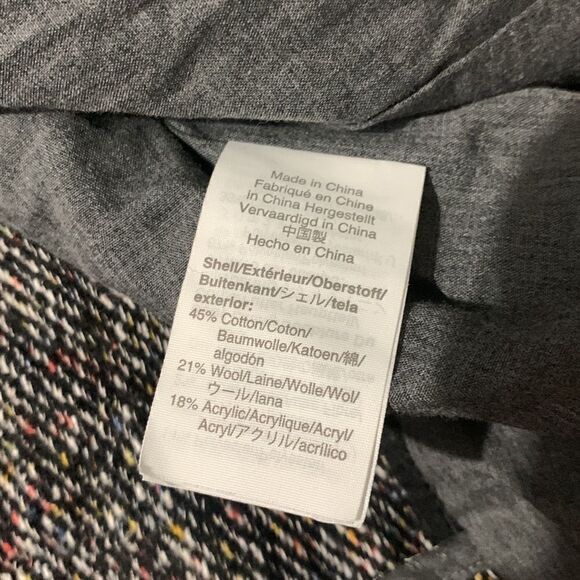 Made in China
Fabriqué en Chine
in China Hergestellt
Vervaardigd in China
中国製
Hecho en China
Shell/Extérieur/Oberstoff/
Buitenkant/シェル/tela
exterior:
45% Cotton/Coton/
Baumwolle/Katoen/綿/
algodón
21% Wool/Laine/Wolle/Wol/
ウール/lana
18% Acrylic/Acrylique/Acryl/
Acryl/アクリル/acrílico